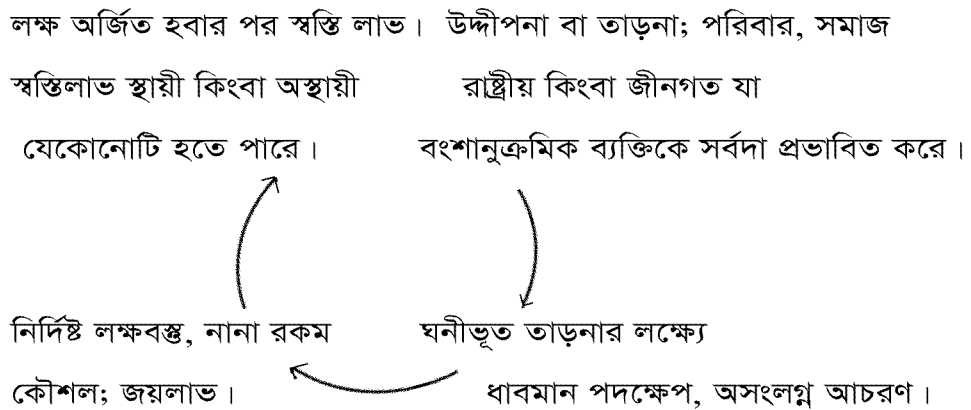 লক্ষ অর্জিত হবার পর স্বস্তি লাভ।
স্বস্তিলাভ স্থায়ী কিংবা অস্থায়ী
যেকোনোটি হতে পারে।
উদ্দীপনা বা তাড়না; পরিবার, সমাজ
রাষ্ট্রীয় কিংবা জীনগত যা
বংশানুক্রমিক ব্যক্তিকে সর্বদা প্রভাবিত করে।
ঘনীভূত তাড়নার লক্ষ্যে
ধাবমান পদক্ষেপ, অসংলগ্ন আচরণ।
নির্দিষ্ট লক্ষবস্তু, নানা রকম
কৌশল; জয়লাভ।